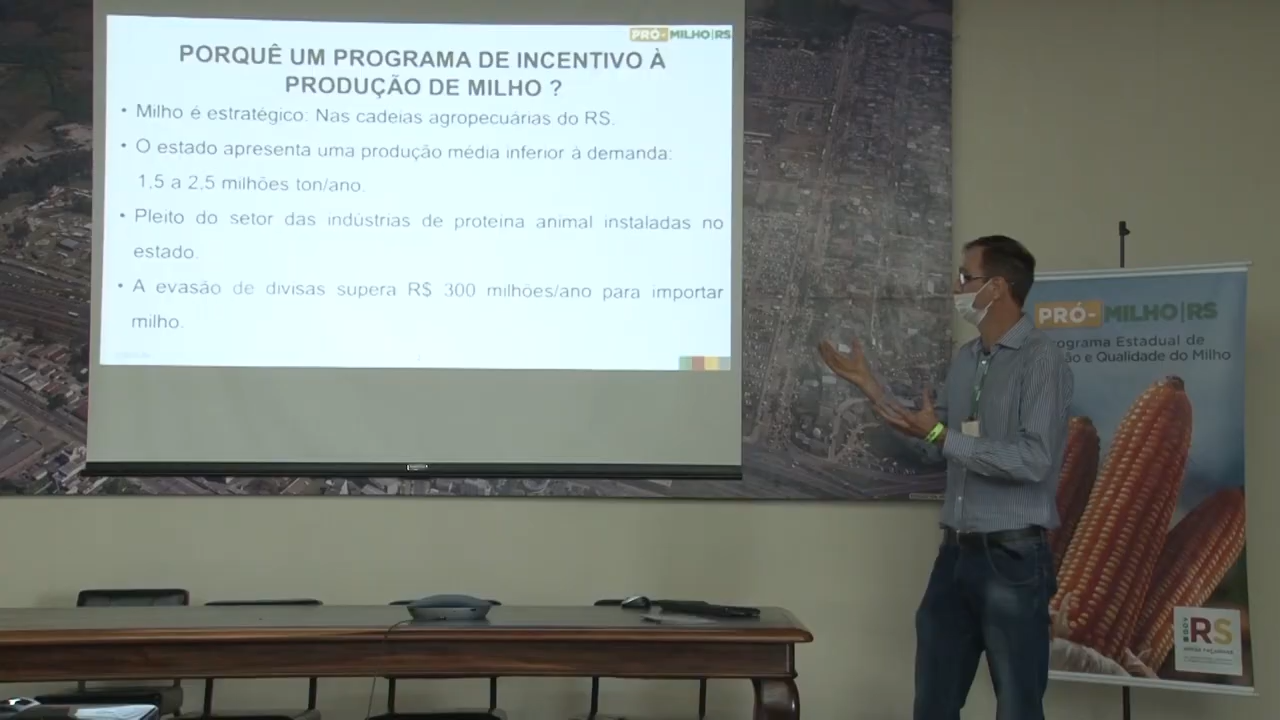 PRÓ-MILHO|RS
PORQUÊ UM PROGRAMA DE INCENTIVO À
PRODUÇÃO DE MILHO ?
• Milho é estratégico: Nas cadeias agropecuárias do RS.
• O estado apresenta uma produção média inferior à demanda:
1,5 a 2,5 milhões ton/ano.
• Pleito do setor das indústrias de proteína animal instaladas no
estado.
• A evasão de divisas supera R$ 300 milhões/ano para importar
milho.
PRÓ-MILHO|RS
ograma Estadual de
ão e Qualidade do Milho
RS